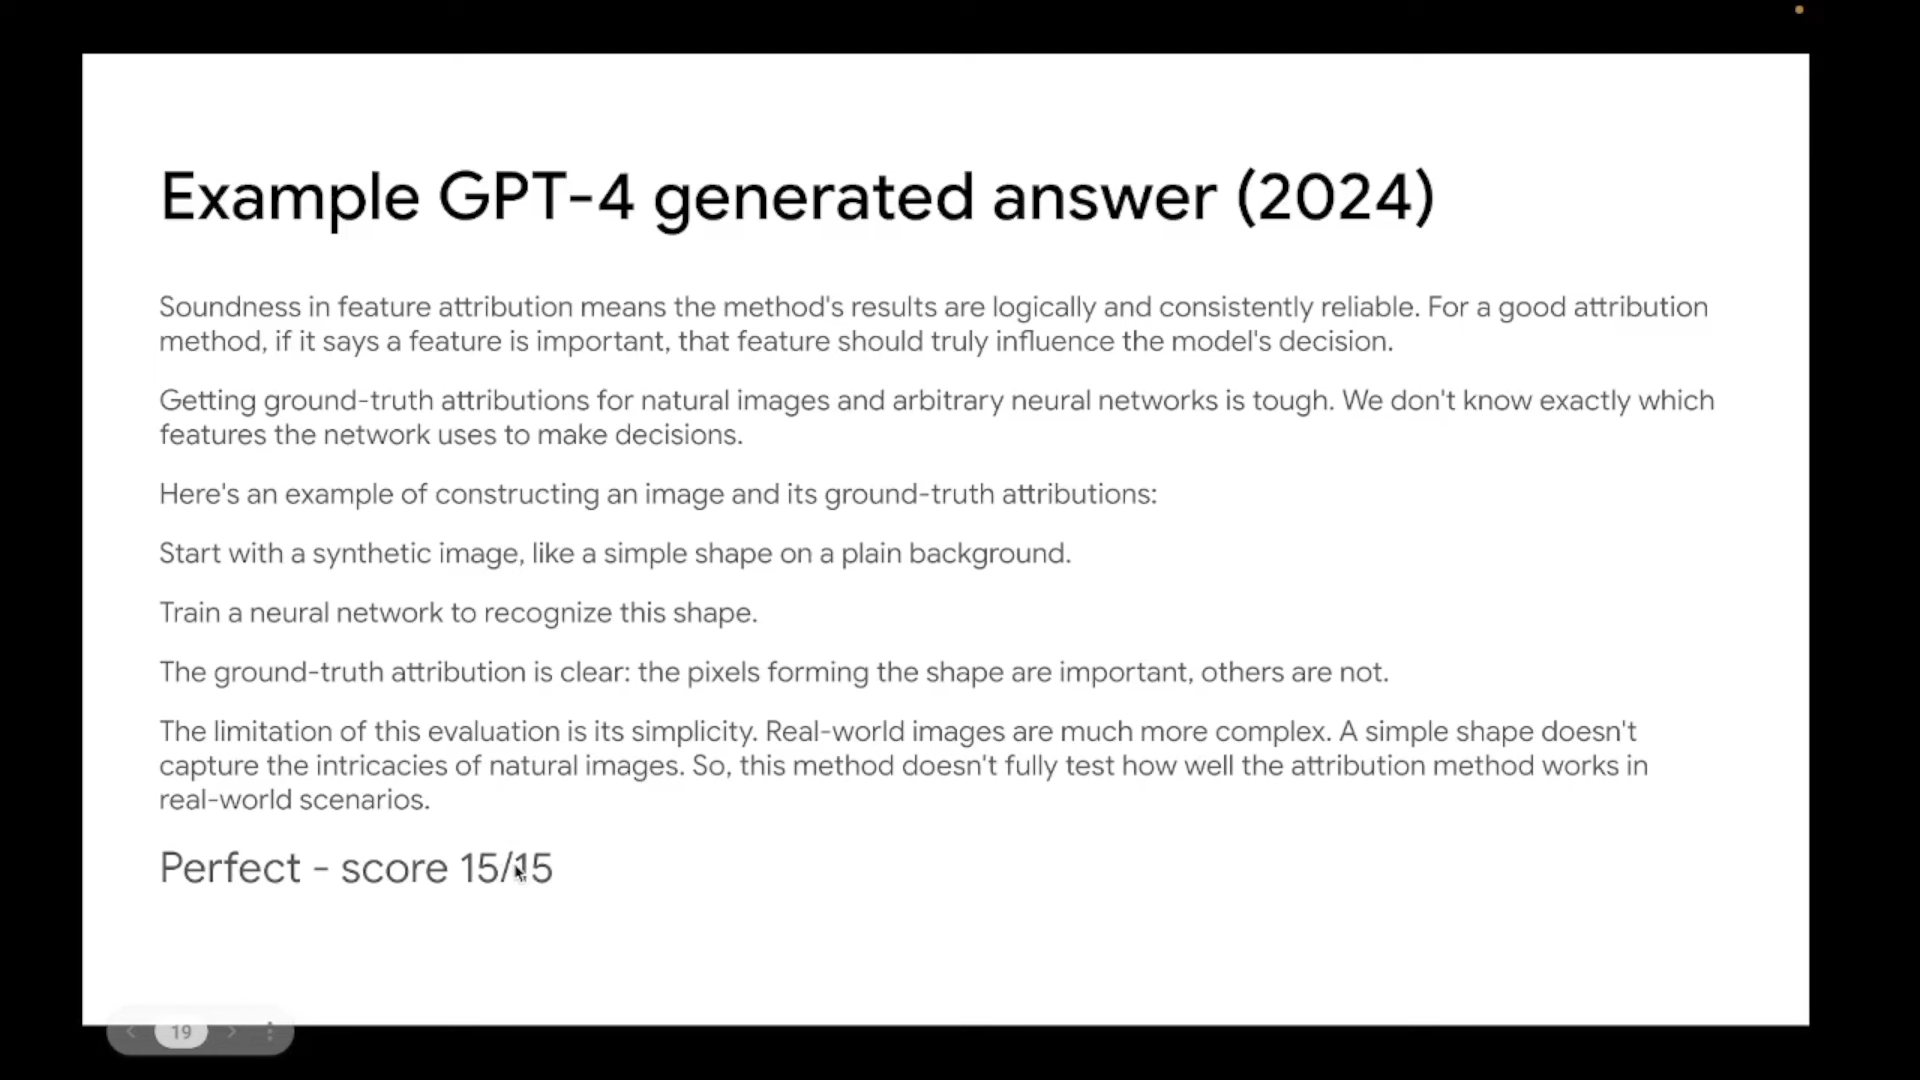 Example GPT-4 generated answer (2024)
Soundness in feature attribution means the method's results are logically and consistently reliable. For a good attribution
method, if it says a feature is important, that feature should truly influence the model's decision.
Getting ground-truth attributions for natural images and arbitrary neural networks is tough. We don't know exactly which
features the network uses to make decisions.
Here's an example of constructing an image and its ground-truth attributions:
Start with a synthetic image, like a simple shape on a plain background.
Train a neural network to recognize this shape.
The ground-truth attribution is clear: the pixels forming the shape are important, others are not.
The limitation of this evaluation is its simplicity. Real-world images are much more complex. A simple shape doesn't
capture the intricacies of natural images. So, this method doesn't fully test how well the attribution method works in
real-world scenarios.
Perfect - score 15/15
19